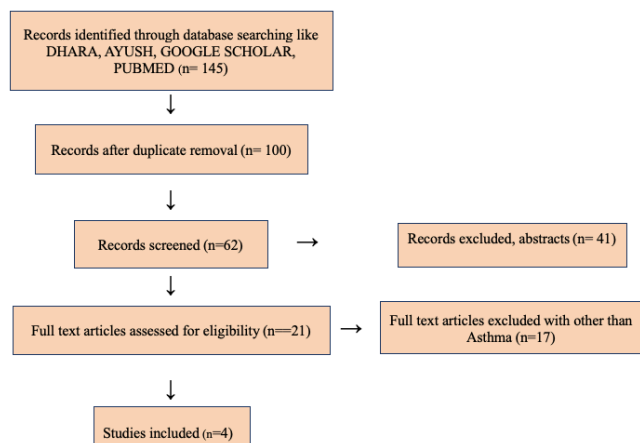 Records identified through database searching like
DHARA, AYUSH, GOOGLE SCHOLAR,
PUBMED (n= 145)
Records after duplicate removal (n= 100)
Records screened (n=62)
Records excluded, abstracts (n= 41)
Full text articles assessed for eligibility (n==21)
Full text articles excluded with other than
Asthma (n=17)
Studies included (n=4)